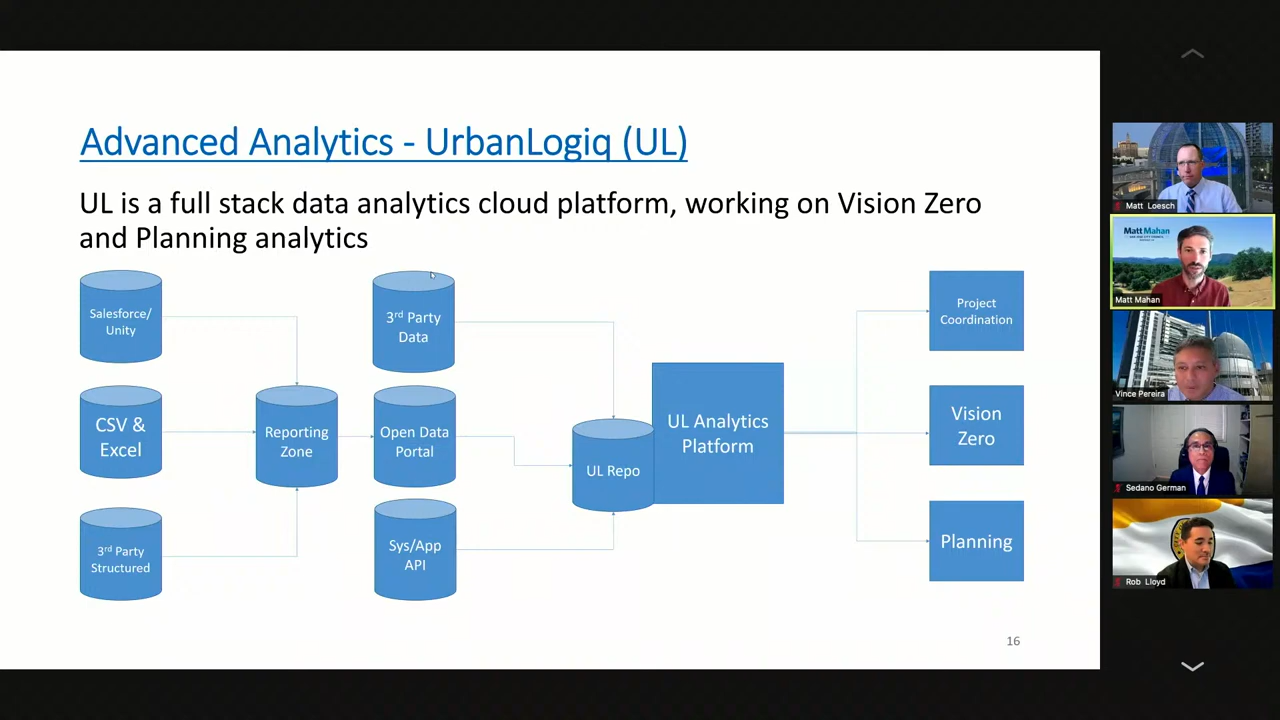 Advanced Analytics - UrbanLogiq (UL)
UL is a full stack data analytics cloud platform, working on Vision Zero
and Planning analytics
Salesforce/
Unity
CSV &
Excel
3rd Party
Structured
Reporting
Zone
3rd Party
Data
Open Data
Portal
Sys/App
API
UL Repo
UL Analytics
Platform
Project
Coordination
Vision
Zero
Planning
16
Matt Loesch
Matt Mahan
Matt Mahan
Vince Pereira
Sedano German
Rob Lloyd